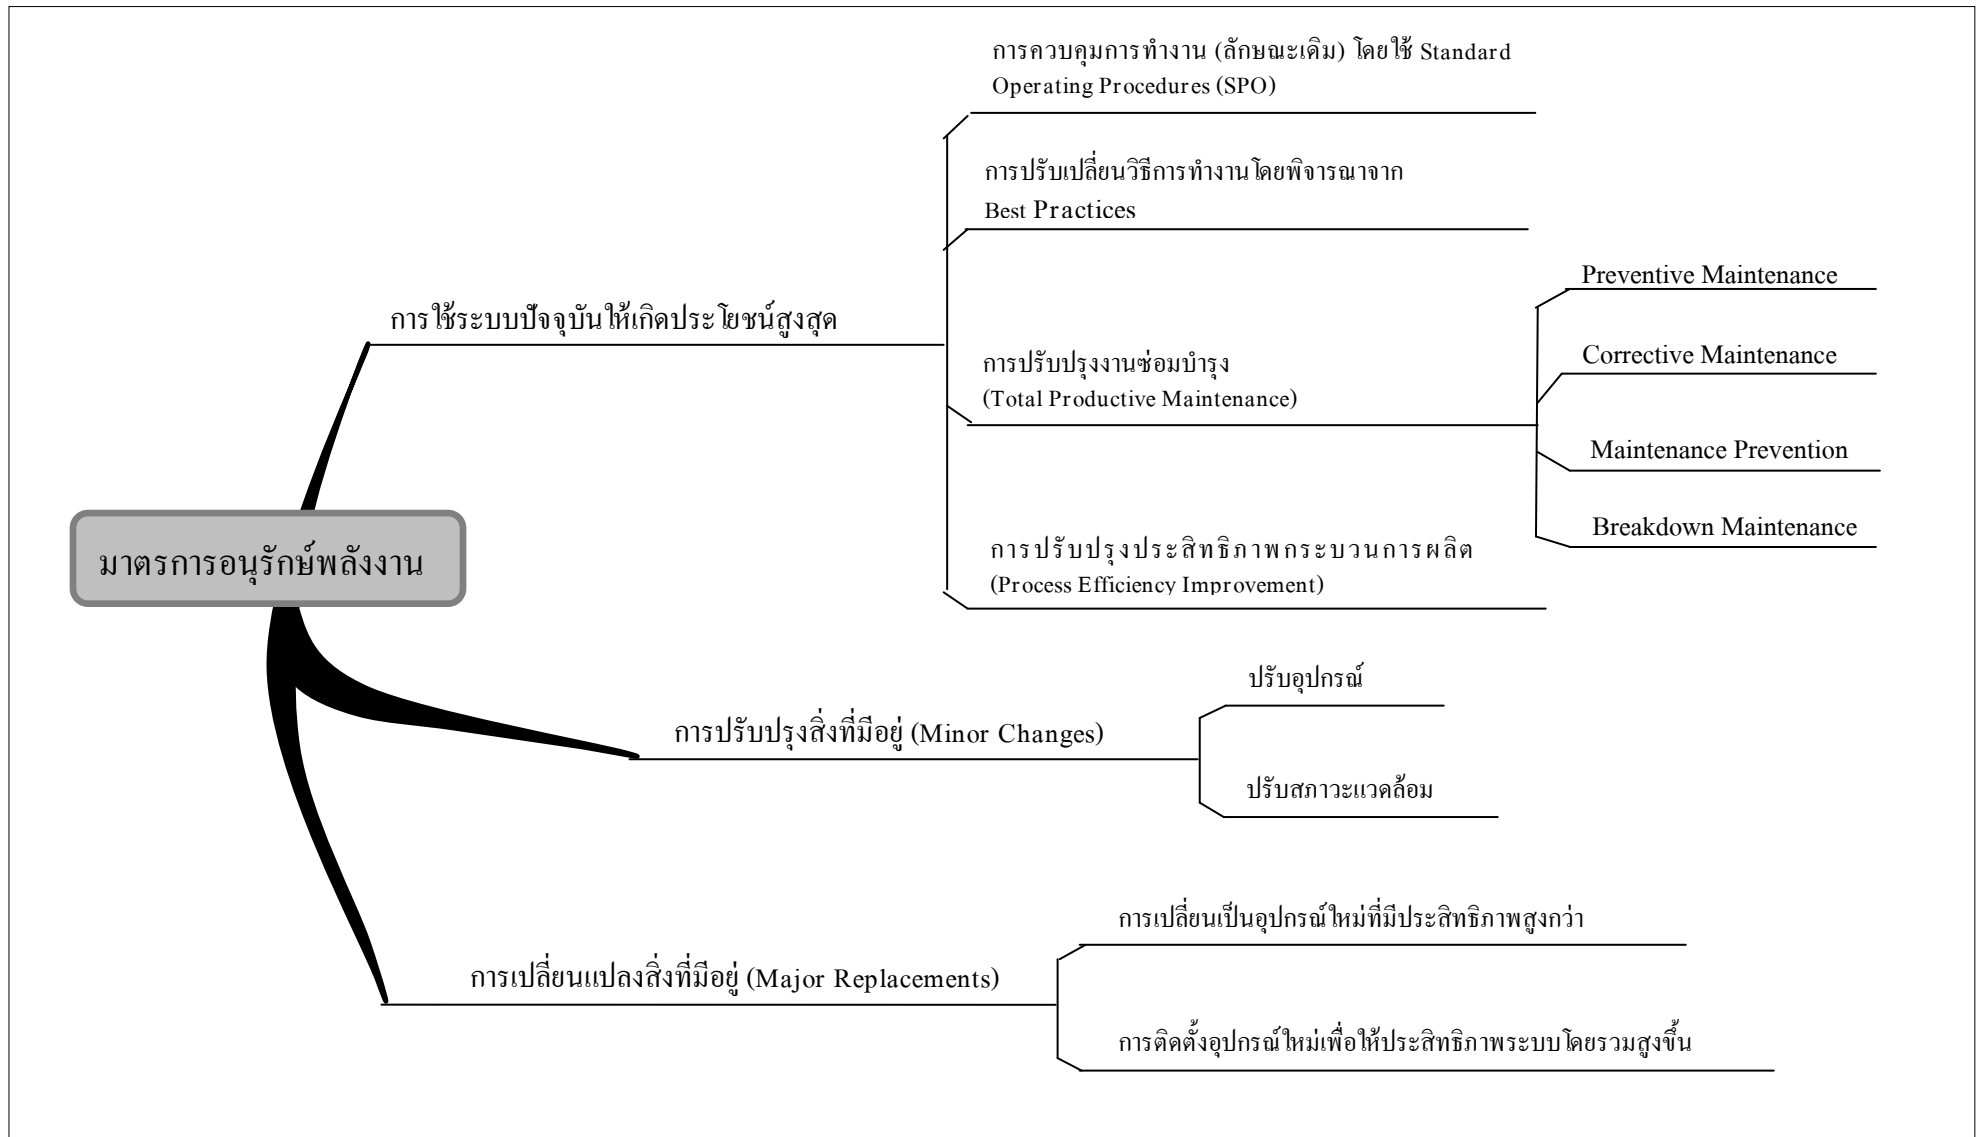 การควบคุมการทำงาน (ลักษณะเดิม) โดยใช้ Standard
Operating Procedures (SPO)
การปรับเปลี่ยนวิธีการทำงานโดยพิจารณาจาก
Best Practices
Preventive Maintenance
การใช้ระบบปัจจุบันให้เกิดประโยชน์สูงสุด
Corrective Maintenance
การปรับปรุงงานซ่อมบำรุง
(Total Productive Maintenance)
Maintenance Prevention
Breakdown Maintenance
การปรับปรุงประสิทธิภาพกระบวนการผลิต
(Process Efficiency Improvement)
มาตรการอนุรักษ์พลังงาน
ปรับอุปกรณ์
การปรับปรุงสิ่งที่มีอยู่ (Minor Changes)
ปรับสภาวะแวดล้อม
การเปลี่ยนเป็นอุปกรณ์ใหม่ที่มีประสิทธิภาพสูงกว่า
การเปลี่ยนแปลงสิ่งที่มีอยู่ (Major Replacements)
การติดตั้งอุปกรณ์ใหม่เพื่อให้ประสิทธิภาพระบบโดยรวมสูงขึ้น